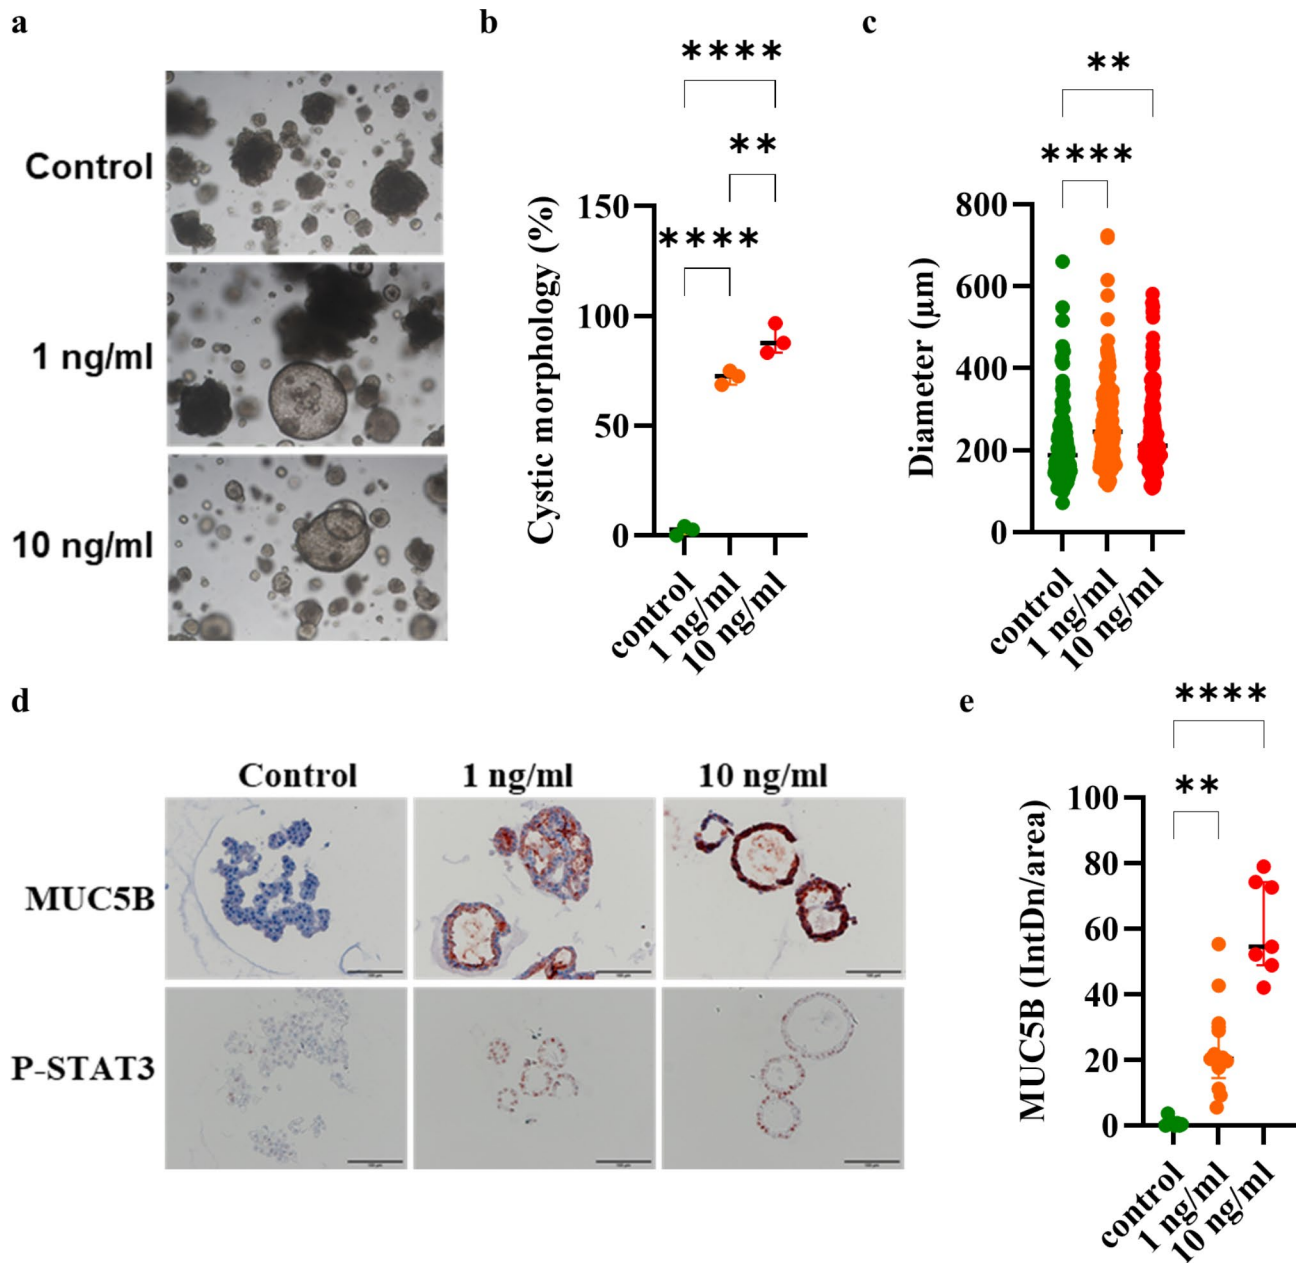 a
Control
1 ng/ml
10 ng/ml
b
****
**
****
Cystic morphology (%)
150
100
50
0
control
1 ng/ml
10 ng/ml
c
**
****
Diameter (μm)
800
600
400
200
0
control
1 ng/ml
10 ng/ml
d
Control
1 ng/ml
10 ng/ml
MUC5B
P-STAT3
e
****
**
MUC5B (IntDn/area)
100
80
60
40
20
0
control
1 ng/ml
10 ng/ml